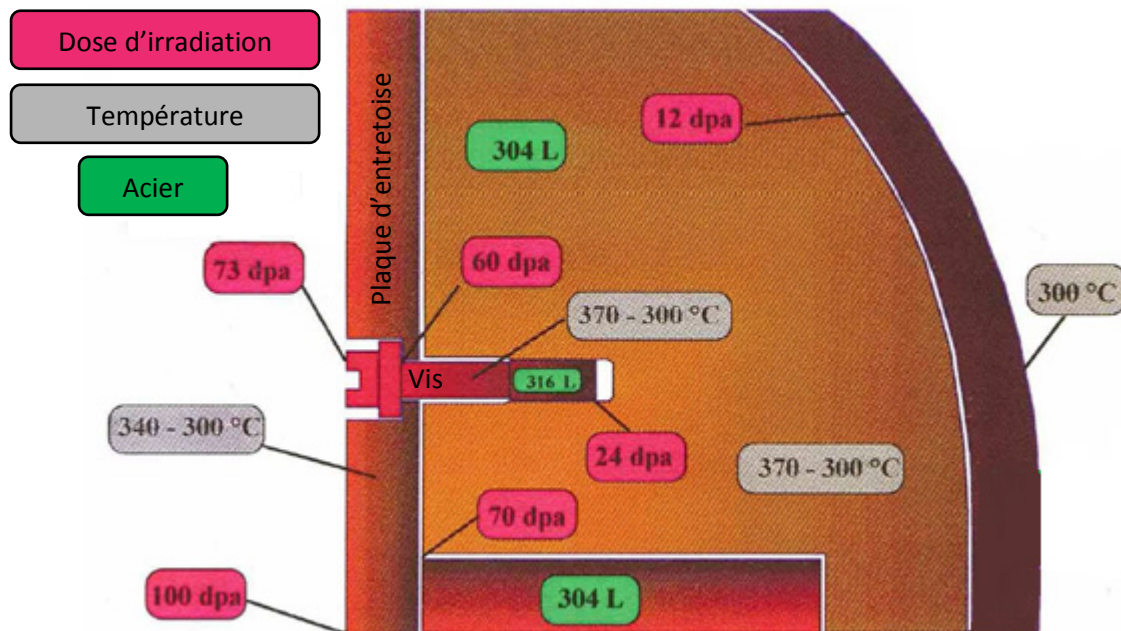 Dose d’irradiation
Température
Acier
Plaque d’entretoise
304 L
12 dpa
73 dpa
60 dpa
300 °C
370 - 300 °C
Vis
316 L
340 - 300 °C
24 dpa
370 - 300 °C
70 dpa
100 dpa
304 L